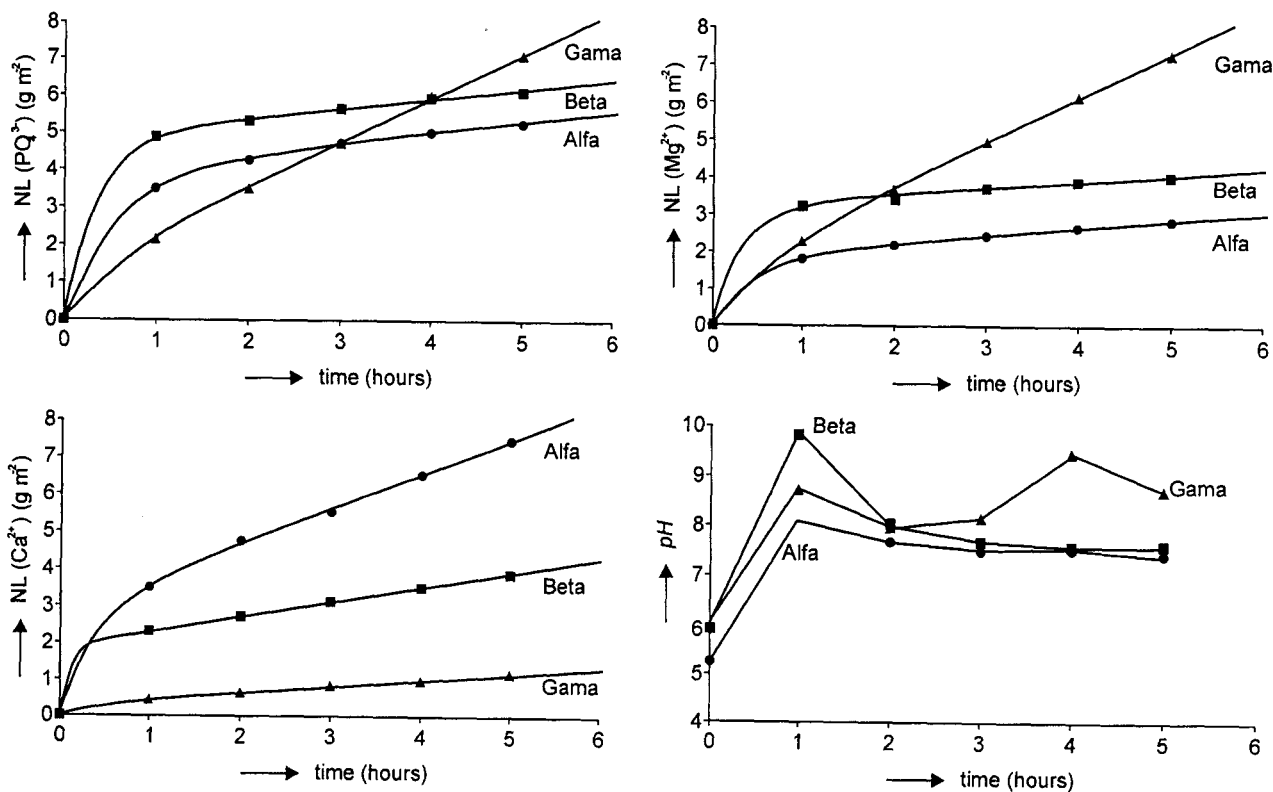 8
7
6
5
4
3
2
1
0
NL (PO₄³⁻) (g m⁻²)
Gama
Beta
Alfa
0 1 2 3 4 5 6
time (hours)
8
7
6
5
4
3
2
1
0
NL (Mg²⁺) (g m⁻²)
Gama
Beta
Alfa
0 1 2 3 4 5 6
time (hours)
8
7
6
5
4
3
2
1
0
NL (Ca²⁺) (g m⁻²)
Alfa
Beta
Gama
0 1 2 3 4 5 6
time (hours)
10
9
8
7
6
5
4
pH
Beta
Gama
Alfa
0 1 2 3 4 5 6
time (hours)